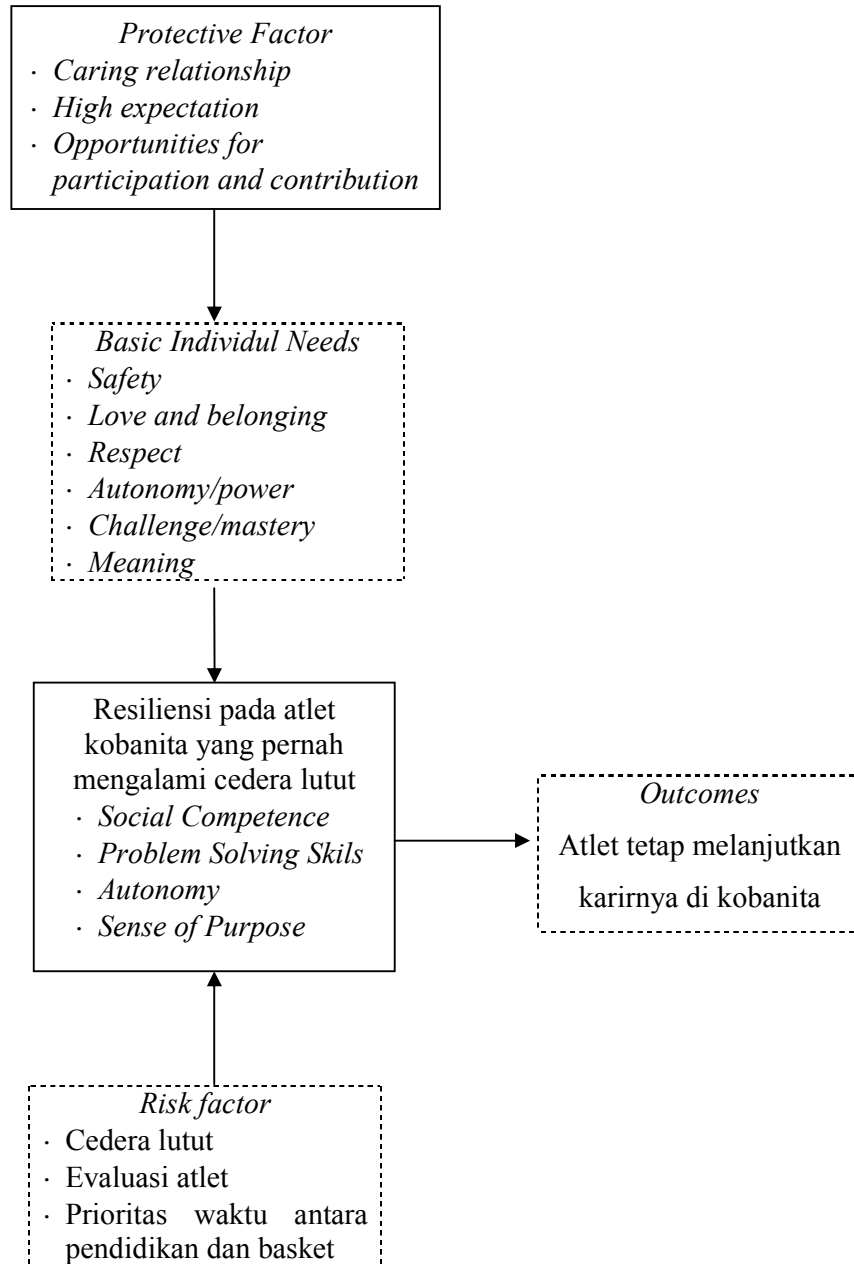 Protective Factor
· Caring relationship
· High expectation
· Opportunities for
participation and contribution
Basic Individul Needs
· Safety
· Love and belonging
· Respect
· Autonomy/power
· Challenge/mastery
· Meaning
Resiliensi pada atlet
kobanita yang pernah
mengalami cedera lutut
· Social Competence
· Problem Solving Skils
· Autonomy
· Sense of Purpose
Outcomes
Atlet tetap melanjutkan
karirnya di kobanita
Risk factor
· Cedera lutut
· Evaluasi atlet
· Prioritas waktu antara
pendidikan dan basket